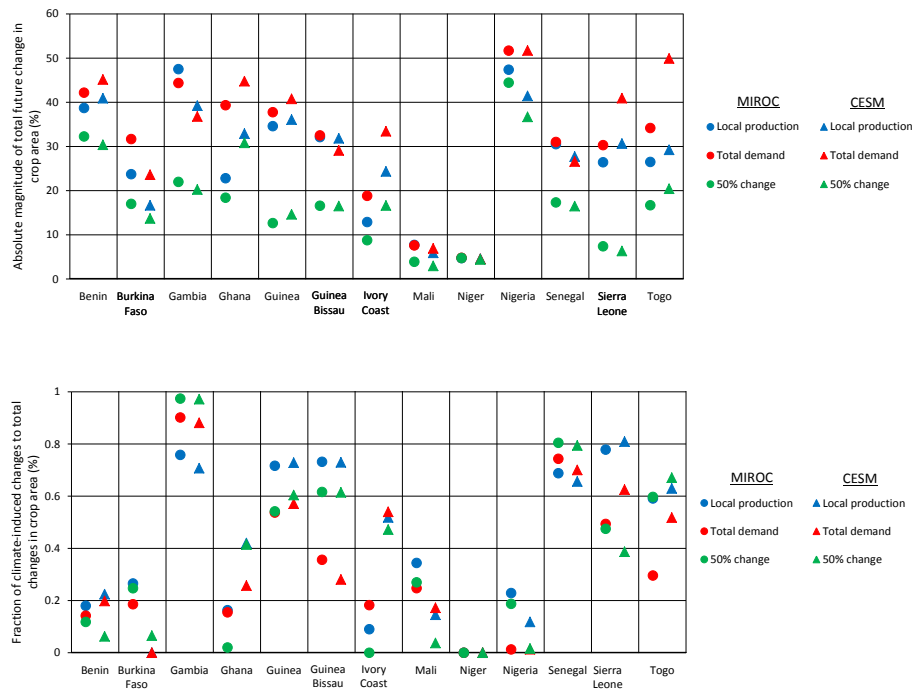 Absolute magnitude of total future change in
crop area (%)
60
50
40
30
20
10
0
Benin Burkina Faso Gambia Ghana Guinea Guinea Bissau Ivory Coast Mali Niger Nigeria Senegal Sierra Leone Togo
MIROC CESM
Local production Local production
Total demand Total demand
50% change 50% change
Fraction of climate-induced changes to total
changes in crop area (%)
1
0.8
0.6
0.4
0.2
0
Benin Burkina Faso Gambia Ghana Guinea Guinea Bissau Ivory Coast Mali Niger Nigeria Senegal Sierra Leone Togo
MIROC CESM
Local production Local production
Total demand Total demand
50% change 50% change